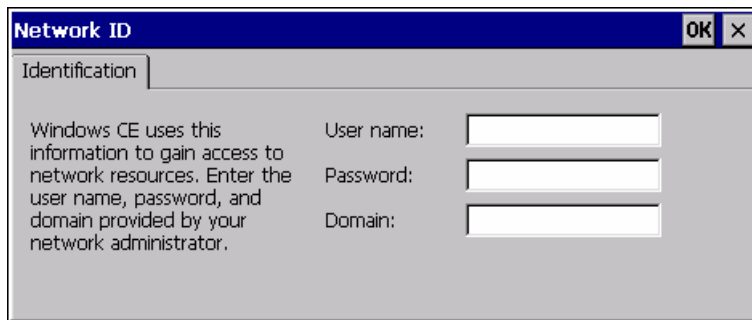 Network ID
OK ×
Identification
Windows CE uses this
information to gain access to
network resources. Enter the
user name, password, and
domain provided by your
network administrator.
User name:
Password:
Domain: